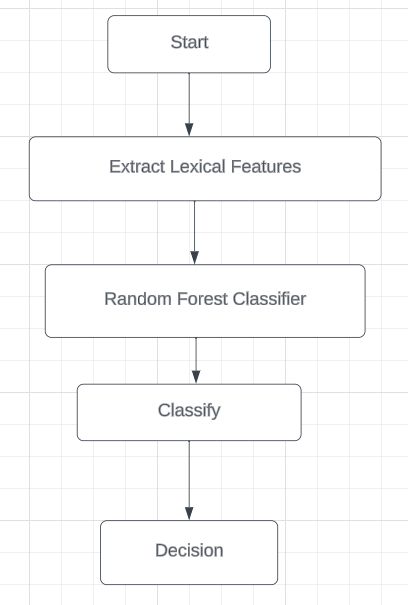 Start
Extract Lexical Features
Random Forest Classifier
Classify
Decision